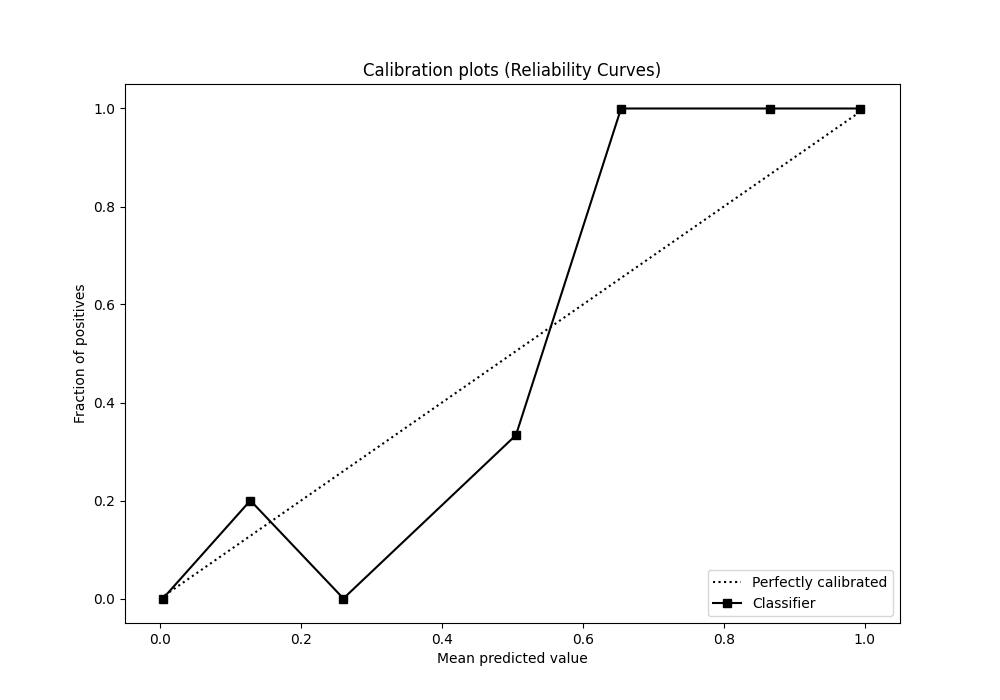 Calibration plots (Reliability Curves)
Fraction of positives
1.0
0.8
0.6
0.4
0.2
0.0
0.0 0.2 0.4 0.6 0.8 1.0
Mean predicted value
Perfectly calibrated
Classifier